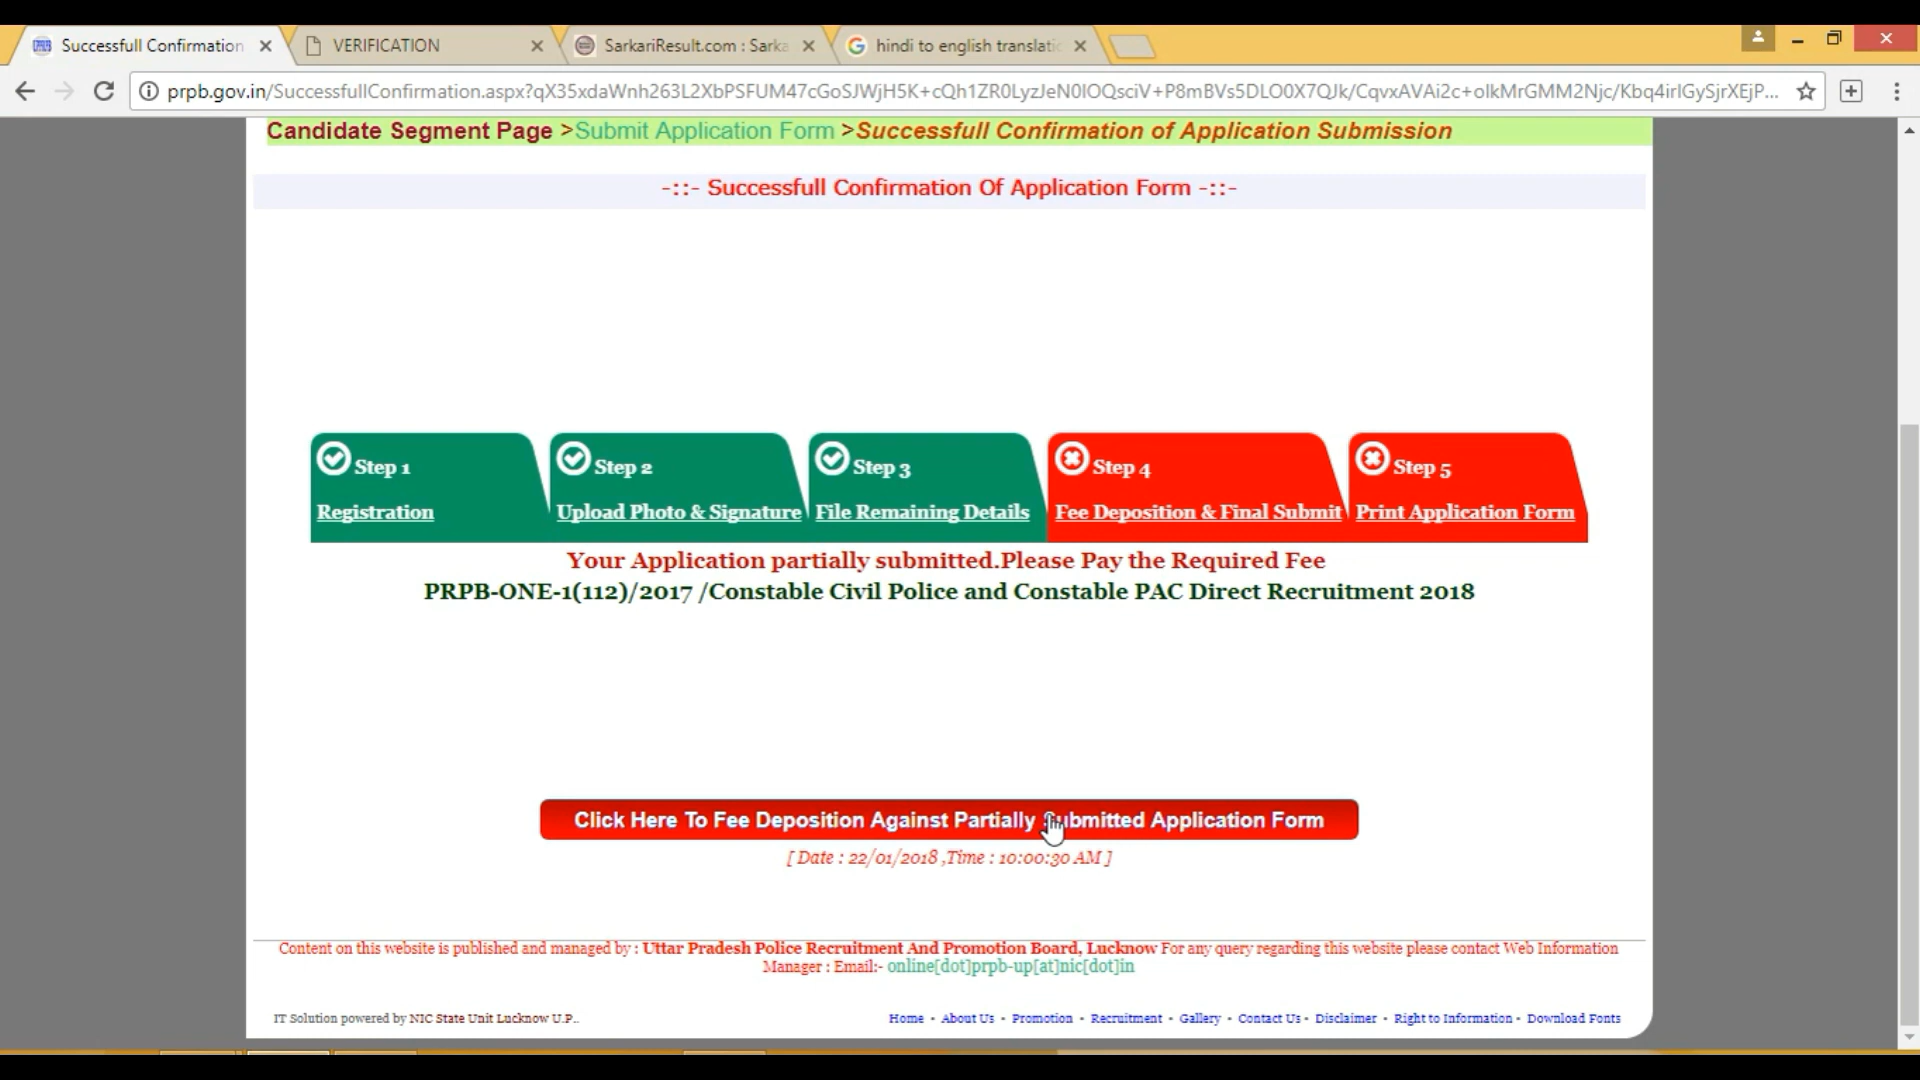 Successfull Confirmation
VERIFICATION
SarkariResult.com : Sarka
hindi to english translati
prpb.gov.in/SuccessfullConfirmation.aspx?qX35xdaWnh263L2XbPSFUM47cGoSJWjH5K+cQh1ZR0LyzJeN0lOQsciV+P8mBVs5DLO0X7QJk/CqvxAVAi2c+olkMrGMM2Njc/Kbq4irIGySjrXEJP...
Candidate Segment Page >Submit Application Form >Successfull Confirmation of Application Submission
-::- Successfull Confirmation Of Application Form -::-
Step 1
Registration
Step 2
Upload Photo & Signature
Step 3
File Remaining Details
Step 4
Fee Deposition & Final Submit
Step 5
Print Application Form
Your Application partially submitted.Please Pay the Required Fee
PRPB-ONE-1(112)/2017 /Constable Civil Police and Constable PAC Direct Recruitment 2018
Click Here To Fee Deposition Against Partially Submitted Application Form
[ Date : 22/01/2018 ,Time : 10:00:30 AM ]
Content on this website is published and managed by : Uttar Pradesh Police Recruitment And Promotion Board, Lucknow For any query regarding this website please contact Web Information
Manager : Email:- online[dot]prpb-up[at]nic[dot]in
IT Solution powered by NIC State Unit Lucknow U.P..
Home - About Us - Promotion - Recruitment - Gallery - Contact Us - Disclaimer - Right to Information - Download Fonts